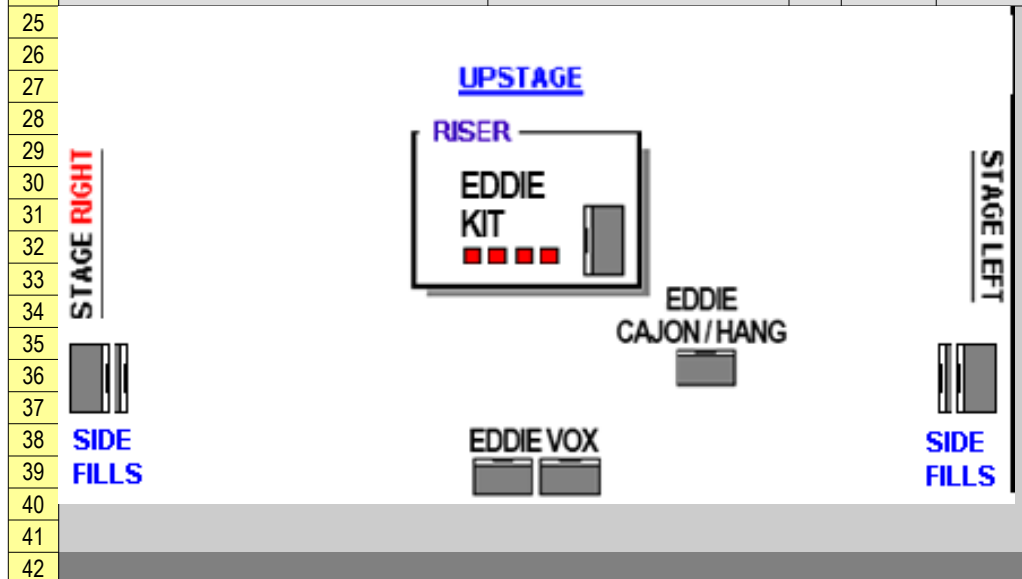 25
26
27
28
29
30
31
32
33
34
35
36
37
38
39
40
41
42
UPSTAGE
RISER
EDDIE
KIT
STAGE RIGHT
STAGE LEFT
EDDIE
CAJON / HANG
SIDE
FILLS
EDDIE VOX
SIDE
FILLS